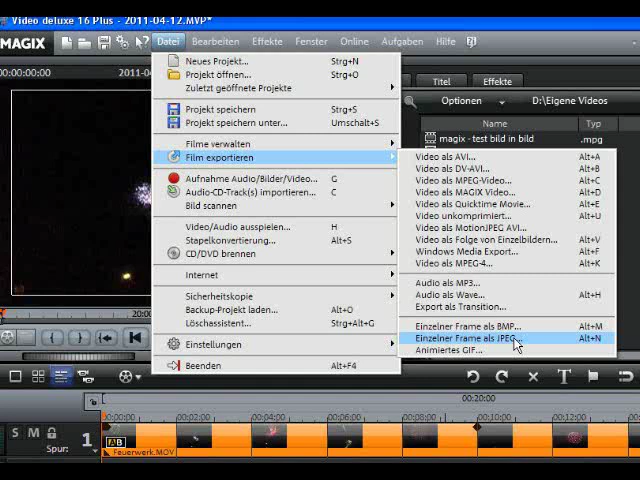 Video deluxe 16 Plus - 2011-04-12.MVP*
MAGIX
Datei Bearbeiten Effekte Fenster Online Aufgaben Hilfe
00:00:00:00
2011-04
Neues Projekt... Strg+N
Projekt öffnen... Strg+O
Zuletzt geöffnete Projekte
Projekt speichern Strg+S
Projekt speichern unter... Umschalt+S
Filme verwalten
Film exportieren
Aufnahme Audio/Bilder/Video... G
Audio-CD-Track(s) importieren... C
Bild scannen
Video/Audio ausspielen... H
Stapelkonvertierung... Alt+S
CD/DVD brennen
Internet
Sicherheitskopie
Backup-Projekt laden... Alt+O
Löschassistent... Strg+Alt+G
Einstellungen
Beenden Alt+F4
Titel Effekte
Optionen D:\Eigene Videos
Name Typ
magix - test bild in bild .mpg
Video als AVI... Alt+A
Video als DV-AVI... Alt+B
Video als MPEG-Video... Alt+C
Video als MAGIX Video... Alt+D
Video als Quicktime Movie... Alt+E
Video unkomprimiert... Alt+U
Video als MotionJPEG AVI...
Video als Folge von Einzelbildern... Alt+V
Windows Media Export... Alt+F
Video als MPEG-4... Alt+K
Audio als MP3...
Audio als Wave... Alt+H
Export als Transition...
Einzelner Frame als BMP... Alt+M
Einzelner Frame als JPEG... Alt+N
Animiertes GIF...
20:
00:20:00
00:00:00 00:02:00 00:04:00 00:06:00 00:08:00 00:10:00 00:12:00 00:14:00 00:16:00
S M
Spur: 1
AB
Feuerwerk.MOV